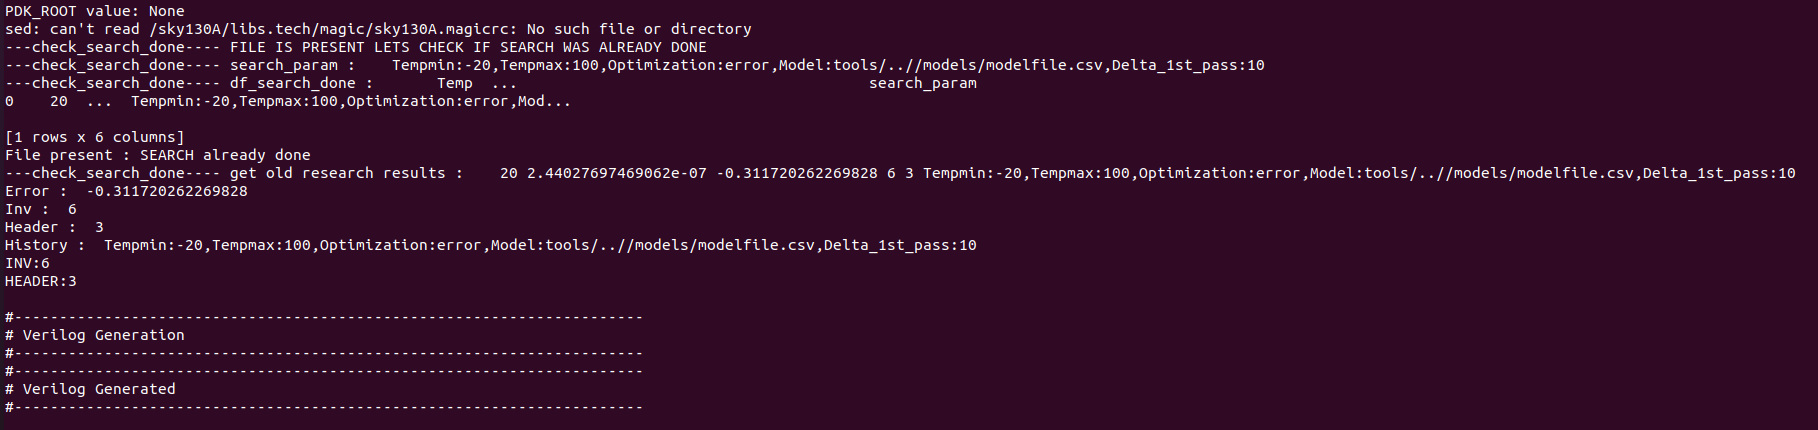 PDK_ROOT value: None
sed: can't read /sky130A/libs.tech/magic/sky130A.magicrc: No such file or directory
---check_search_done---- FILE IS PRESENT LETS CHECK IF SEARCH WAS ALREADY DONE
---check_search_done---- search_param :    Tempmin:-20,Tempmax:100,Optimization:error,Model:tools/..//models/modelfile.csv,Delta_1st_pass:10
---check_search_done---- df_search_done :       Temp  ...                                       search_param
0    20  ...  Tempmin:-20,Tempmax:100,Optimization:error,Mod...
[1 rows x 6 columns]
File present : SEARCH already done
---check_search_done---- get old research results :    20 2.44027697469062e-07 -0.311720262269828 6 3 Tempmin:-20,Tempmax:100,Optimization:error,Model:tools/..//models/modelfile.csv,Delta_1st_pass:10
Error :  -0.311720262269828
Inv :  6
Header :  3
History :  Tempmin:-20,Tempmax:100,Optimization:error,Model:tools/..//models/modelfile.csv,Delta_1st_pass:10
INV:6
HEADER:3
#----------------------------------------------------------------------
# Verilog Generation
#----------------------------------------------------------------------
#----------------------------------------------------------------------
# Verilog Generated
#----------------------------------------------------------------------